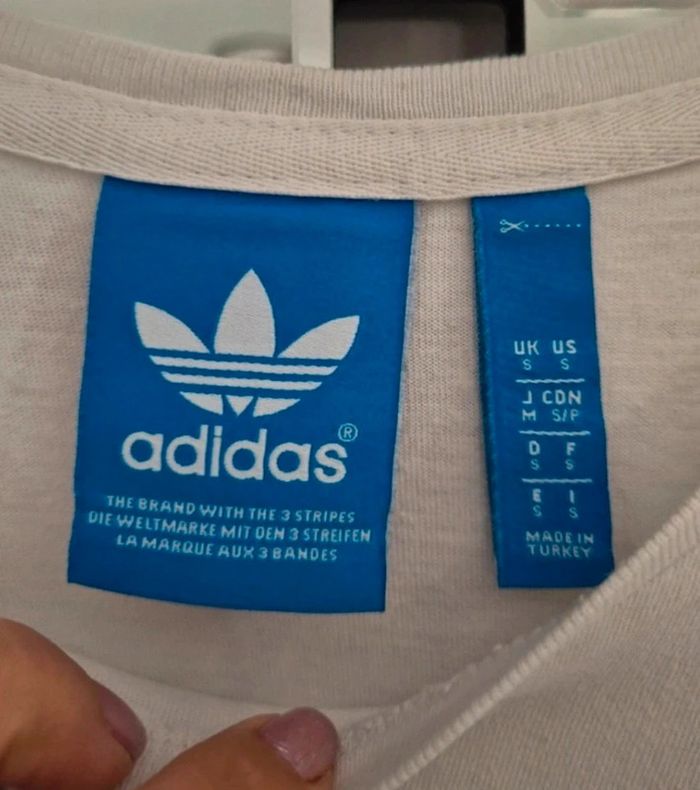 adidas®
THE BRAND WITH THE 3 STRIPES
DIE WELTMARKE MIT DEN 3 STREIFEN
LA MARQUE AUX 3 BANDES
UK US
S S
J CDN
M S/P
D F
S S
E I
S S
MADE IN
TURKEY